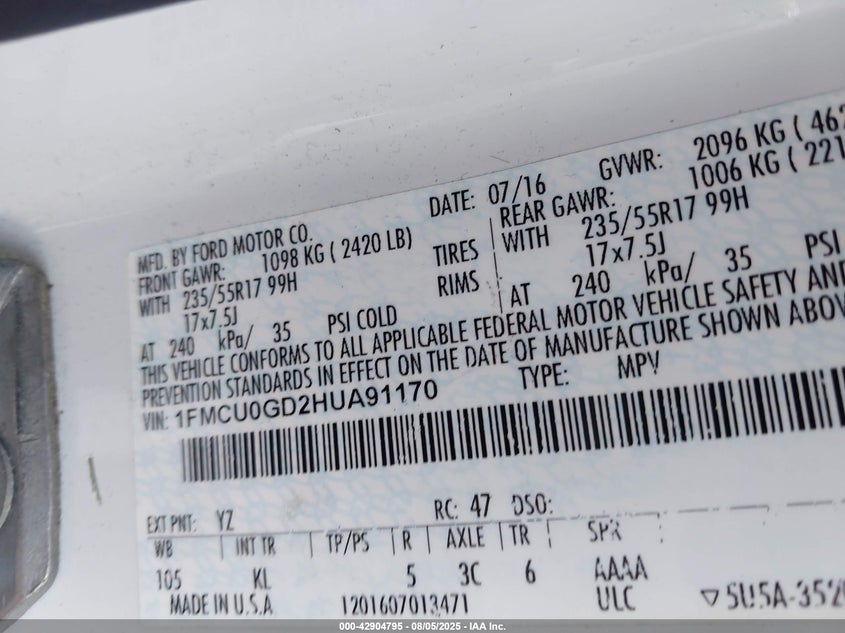 MFD. BY FORD MOTOR CO. DATE: 07/16 GVWR: 2096 KG ( 462
FRONT GAWR: 1098 KG ( 2420 LB) REAR GAWR: 1006 KG ( 221
WITH 235/55R17 99H TIRES WITH 235/55R17 99H
17x7.5J RIMS 17x7.5J
AT 240 kPa/ 35 PSI COLD AT 240 kPa/ 35 PSI
THIS VEHICLE CONFORMS TO ALL APPLICABLE FEDERAL MOTOR VEHICLE SAFETY AND
PREVENTION STANDARDS IN EFFECT ON THE DATE OF MANUFACTURE SHOWN ABOV
VIN: 1FMCU0GD2HUA91170 TYPE: MPV
EXT PNT: YZ RC: 47 DSO:
WB | INT TR | TP/PS | R | AXLE | TR | SPR
105 KL 5 3C 6 AAAA
MADE IN U.S.A 1201607013471 ULC ▽5U5A-3520
000-42904795 - 08/05/2025 - IAA Inc.